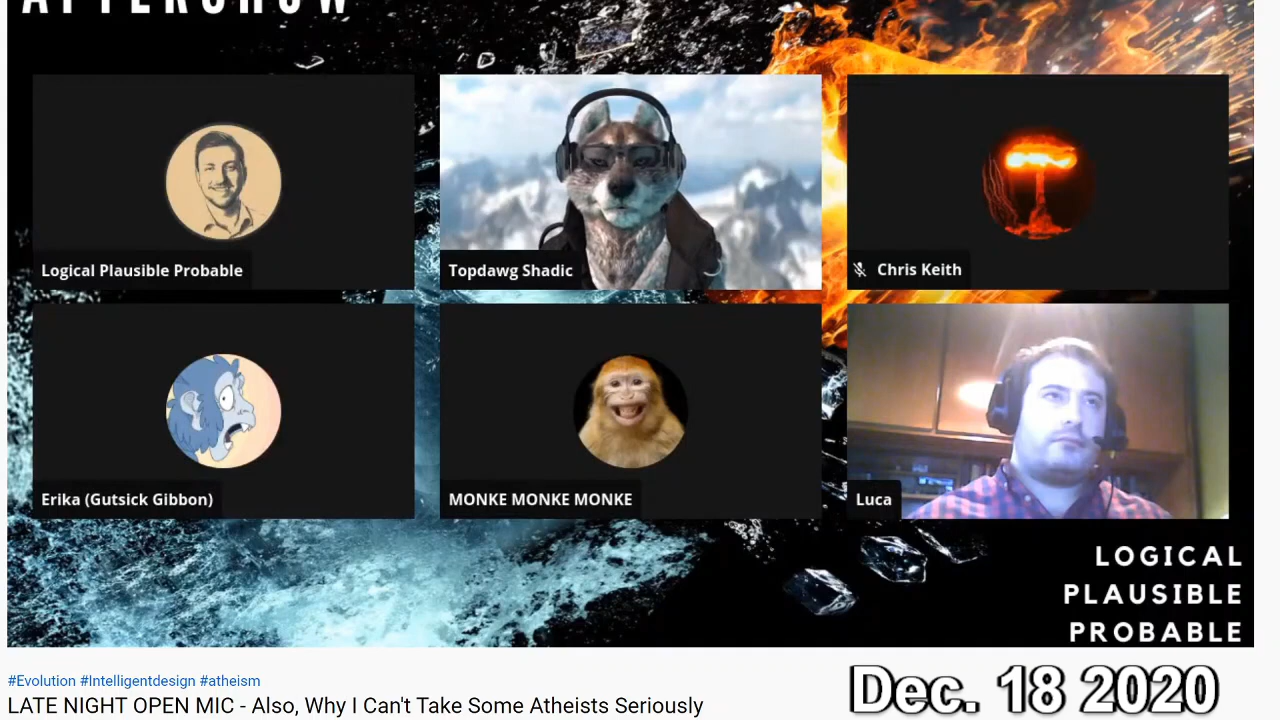 AFTERSHOW
Logical Plausible Probable
Topdawg Shadic
Chris Keith
Erika (Gutsick Gibbon)
MONKE MONKE MONKE
Luca
LOGICAL
PLAUSIBLE
PROBABLE
#Evolution #Intelligentdesign #atheism
LATE NIGHT OPEN MIC - Also, Why I Can't Take Some Atheists Seriously
Dec. 18 2020